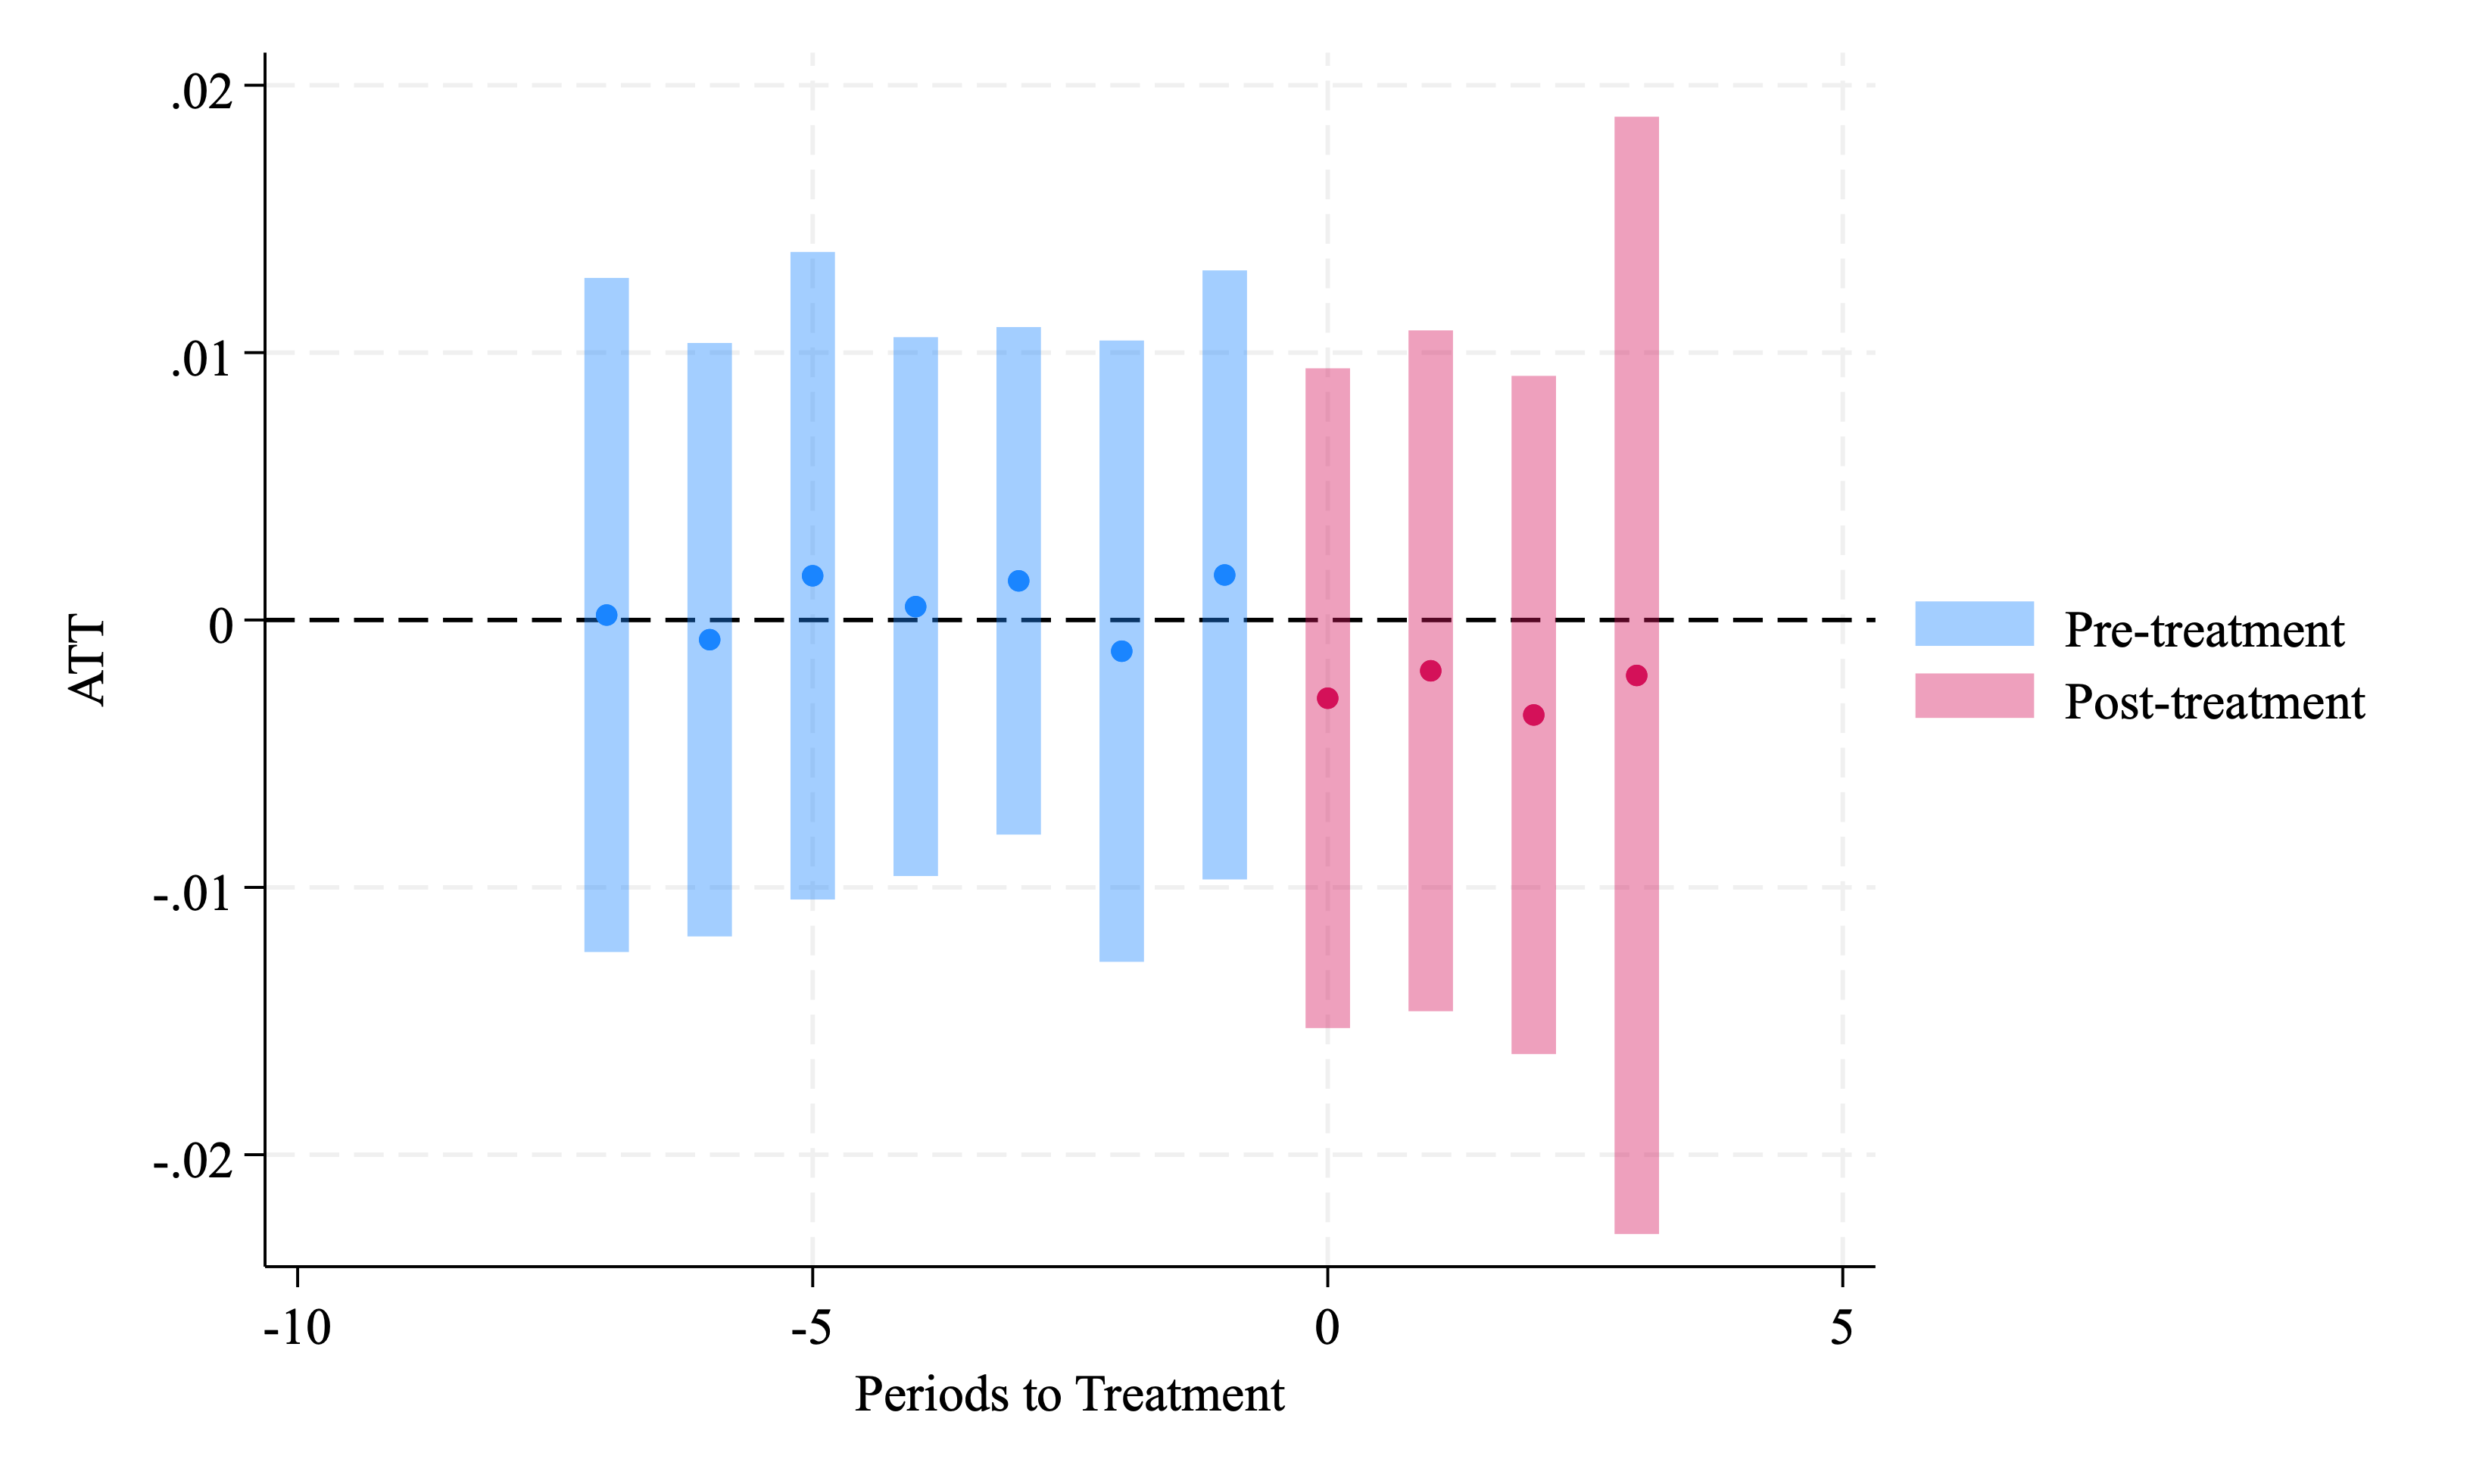 .02
.01
0
-.01
-.02
ATT
-10
-5
0
5
Periods to Treatment
Pre-treatment
Post-treatment